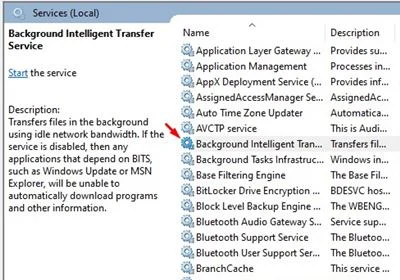 Services (Local)
Background Intelligent Transfer
Service
Start the service
Description:
Transfers files in the background
using idle network bandwidth. If the
service is disabled, then any
applications that depend on BITS,
such as Windows Update or MSN
Explorer, will be unable to
automatically download programs
and other information.
Name Description
Application Layer Gateway ... Provides su...
Application Management Processes in...
AppX Deployment Service (... Provides inf...
AssignedAccessManager Se... AssignedAc...
Auto Time Zone Updater Automatica...
AVCTP service This is Audi...
Background Intelligent Tran... Transfers fil...
Background Tasks Infrastruc... Windows in...
Base Filtering Engine The Base Fil...
BitLocker Drive Encryption ... BDESVC hos...
Block Level Backup Engine ... The WBENG...
Bluetooth Audio Gateway S... Service sup...
Bluetooth Support Service The Bluetoo...
Bluetooth User Support Ser... The Bluetoo...
BranchCache This service ...